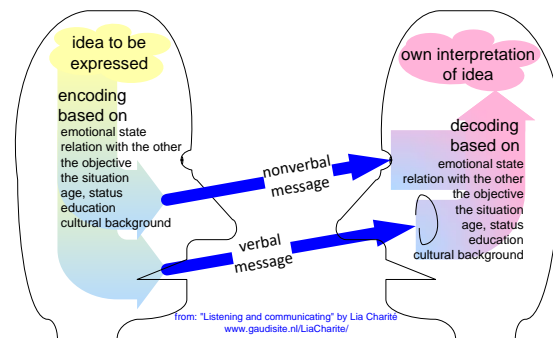 idea to be
expressed
encoding
based on
emotional state
relation with the other
the objective
the situation
age, status
education
cultural background
nonverbal
message
verbal
message
own interpretation
of idea
decoding
based on
emotional state
relation with the other
the objective
the situation
age, status
education
cultural background
from: "Listening and communicating" by Lia Charité
www.gaudisite.nl/LiaCharite/